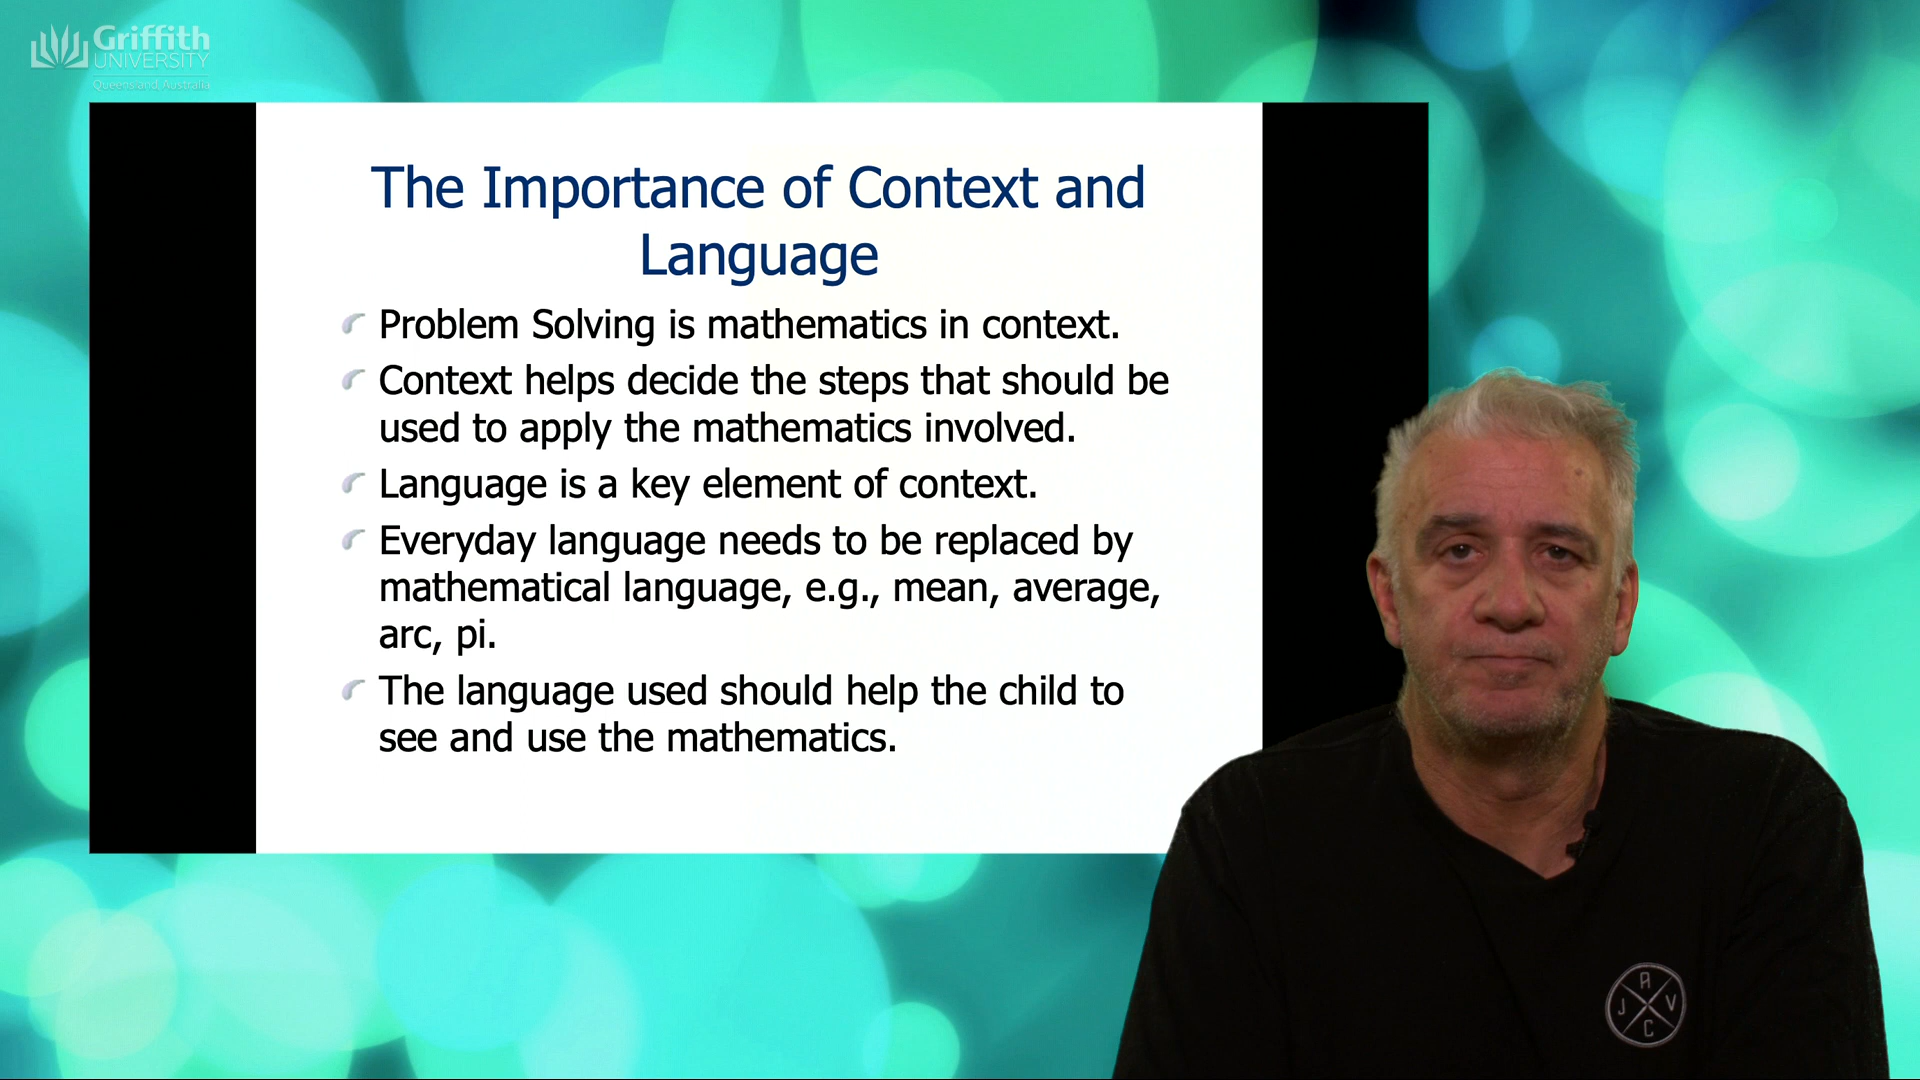 Griffith
UNIVERSITY
Queensland, Australia
The Importance of Context and
Language
Problem Solving is mathematics in context.
Context helps decide the steps that should be
used to apply the mathematics involved.
Language is a key element of context.
Everyday language needs to be replaced by
mathematical language, e.g., mean, average,
arc, pi.
The language used should help the child to
see and use the mathematics.
A
J V
C